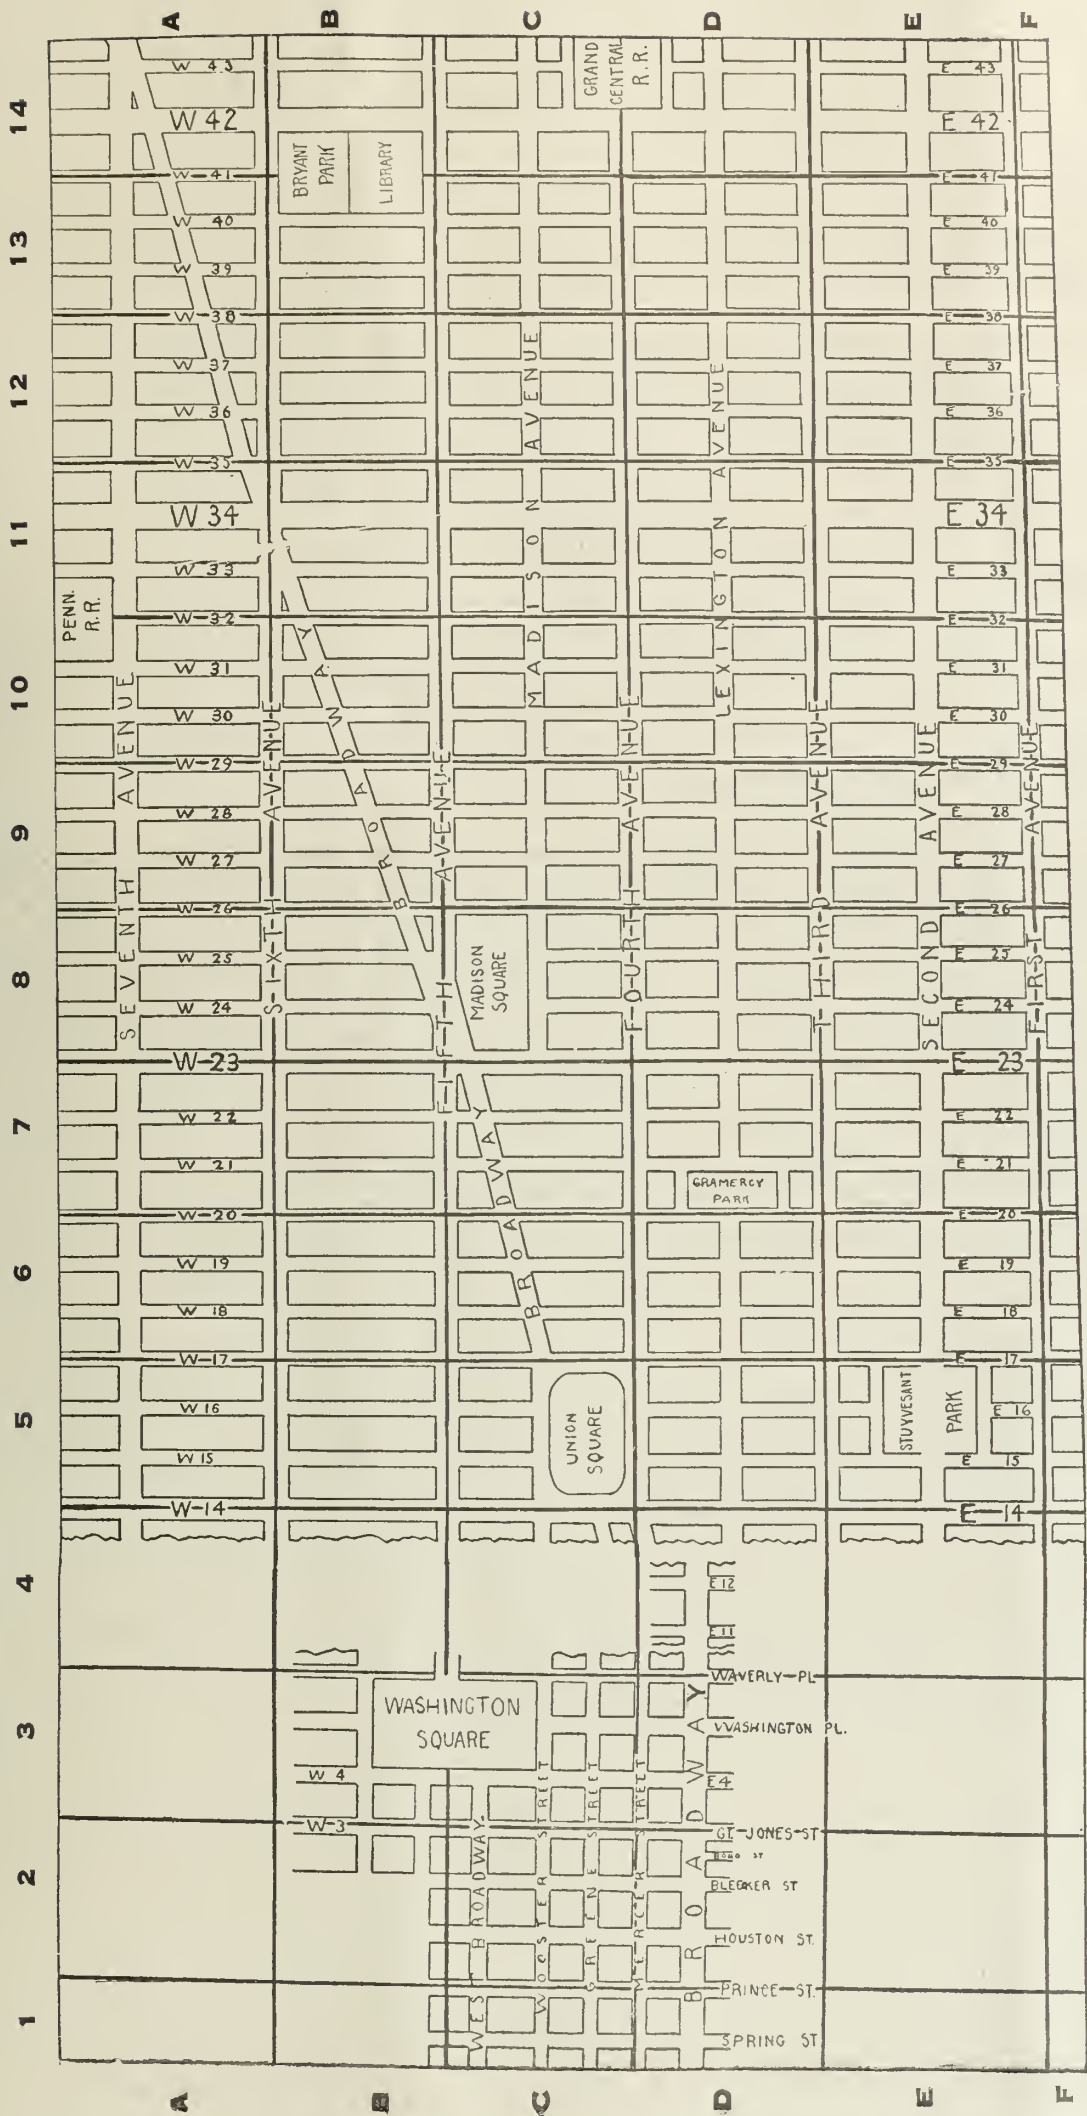 A
B
C
D
E
F
14
13
12
11
10
9
8
7
6
5
4
3
2
1
W 43
E 43
GRAND
CENTRAL
R. R.
W 42
E 42
BRYANT
PARK
LIBRARY
W 41
E 41
W 40
E 40
W 39
E 39
W 38
E 38
W 37
E 37
W 36
E 36
W 35
E 35
W 34
E 34
W 33
E 33
PENN.
R.R.
W 32
E 32
W 31
E 31
W 30
E 30
W 29
E 29
W 28
E 28
W 27
E 27
W 26
E 26
W 25
E 25
W 24
E 24
MADISON
SQUARE
W 23
E 23
SEVENTH AVENUE
SIXTH AVENUE
BROADWAY
FIFTH AVENUE
MADISON AVENUE
FOURTH AVENUE
LEXINGTON AVENUE
THIRD AVENUE
SECOND AVENUE
FIRST AVENUE
W 22
E 22
W 21
E 21
GRAMERCY
PARK
BROADWAY
W 20
E 20
W 19
E 19
W 18
E 18
W 17
E 17
W 16
E 16
UNION
SQUARE
STUYVESANT
PARK
W 15
E 15
W 14
E 14
E 12
E 11
WAVERLY PL
WASHINGTON
SQUARE
WASHINGTON PL.
W 4
E 4
W 3
GT. JONES ST
BOND ST
BLEEKER ST
HOUSTON ST.
PRINCE ST.
SPRING ST
WEST BROADWAY
WOOSTER STREET
GREENE STREET
MERCER STREET
BROADWAY
A
B
C
D
E
F